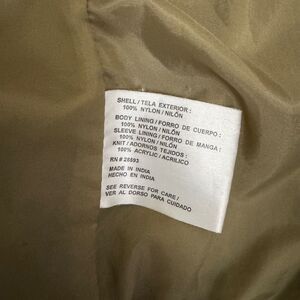 SHELL/TELA EXTERIOR:
100% NYLON/NILÓN
BODY LINING/FORRO DE CUERPO:
100% NYLON/NILÓN
SLEEVE LINING/FORRO DE MANGA:
100% NYLON/NILÓN
KNIT/ADORNOS TEJIDOS:
100% ACRYLIC/ACRILICO
RN # 28893
MADE IN INDIA
HECHO EN INDIA
SEE REVERSE FOR CARE/
VER AL DORSO PARA CUIDADO